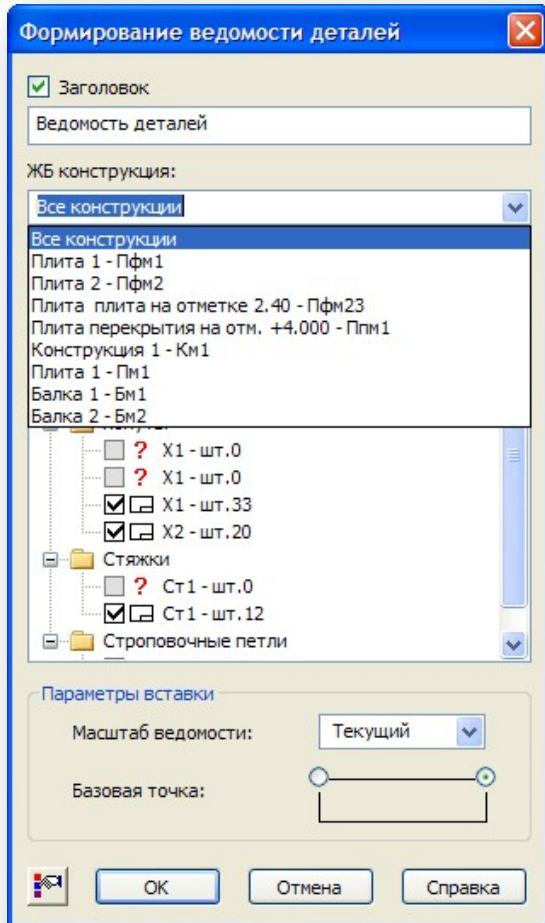 Формирование ведомости деталей
Заголовок
Ведомость деталей
ЖБ конструкция:
Все конструкции
Все конструкции
Плита 1 - Пфм1
Плита 2 - Пфм2
Плита плита на отметке 2.40 - Пфм23
Плита перекрытия на отм. +4.000 - Ппм1
Конструкция 1 - Км1
Плита 1 - Пм1
Балка 1 - Бм1
Балка 2 - Бм2
? Х1 - шт.0
? Х1 - шт.0
Х1 - шт.33
Х2 - шт.20
Стяжки
? Ст1 - шт.0
Ст1 - шт.12
Строповочные петли
Параметры вставки
Масштаб ведомости: Текущий
Базовая точка:
ОК Отмена Справка